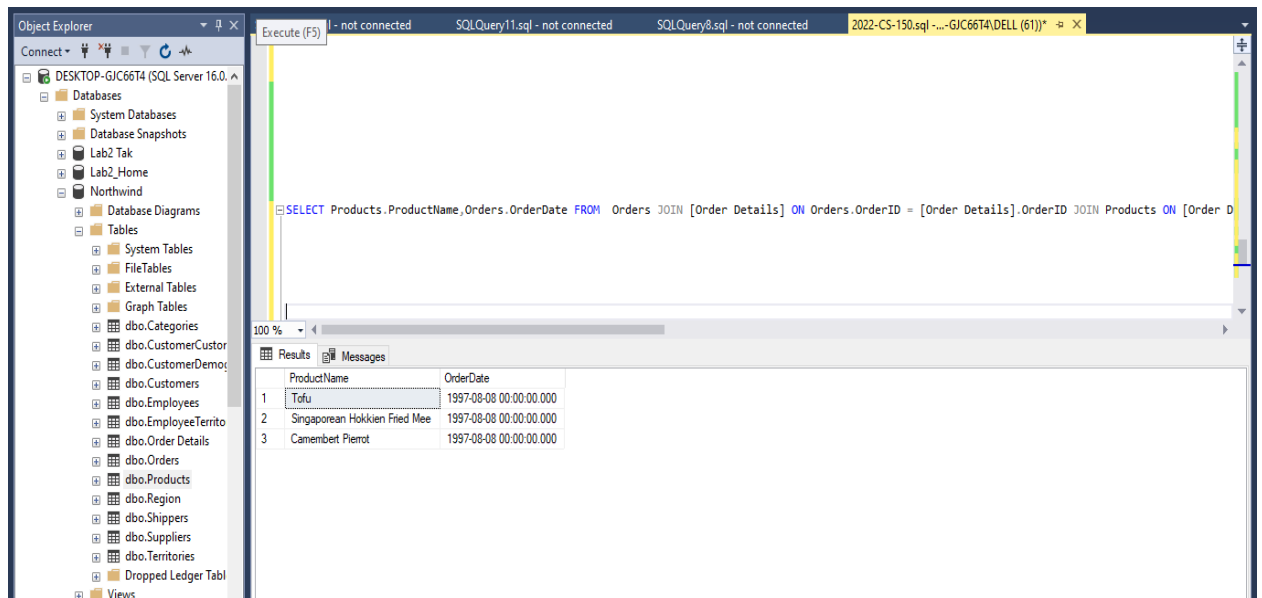 Object Explorer
l - not connected
SQLQuery11.sql - not connected
SQLQuery8.sql - not connected
2022-CS-150.sql -...-GJC66T4\DELL (61))*
Execute (F5)
Connect
DESKTOP-GJC66T4 (SQL Server 16.0.
Databases
System Databases
Database Snapshots
Lab2 Tak
Lab2_Home
Northwind
Database Diagrams
Tables
System Tables
FileTables
External Tables
Graph Tables
dbo.Categories
dbo.CustomerCustor
dbo.CustomerDemog
dbo.Customers
dbo.Employees
dbo.EmployeeTerrito
dbo.Order Details
dbo.Orders
dbo.Products
dbo.Region
dbo.Shippers
dbo.Suppliers
dbo.Territories
Dropped Ledger Tabl
Views
SELECT Products.ProductName,Orders.OrderDate FROM  Orders JOIN [Order Details] ON Orders.OrderID = [Order Details].OrderID JOIN Products ON [Order D
100 %
Results Messages
ProductName OrderDate
1 Tofu 1997-08-08 00:00:00.000
2 Singaporean Hokkien Fried Mee 1997-08-08 00:00:00.000
3 Camembert Pierrot 1997-08-08 00:00:00.000